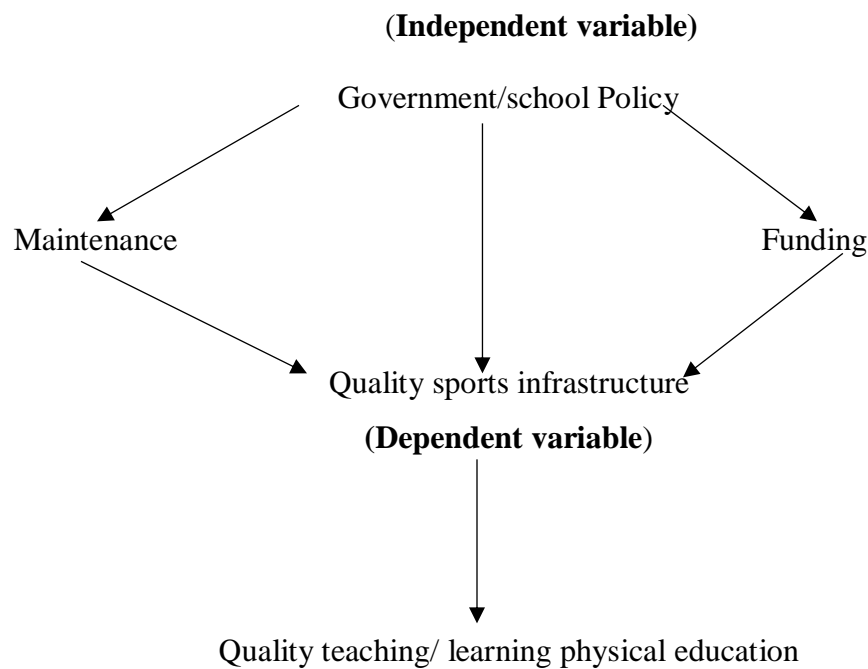 (Independent variable)
Government/school Policy
Maintenance
Funding
Quality sports infrastructure
(Dependent variable)
Quality teaching/ learning physical education